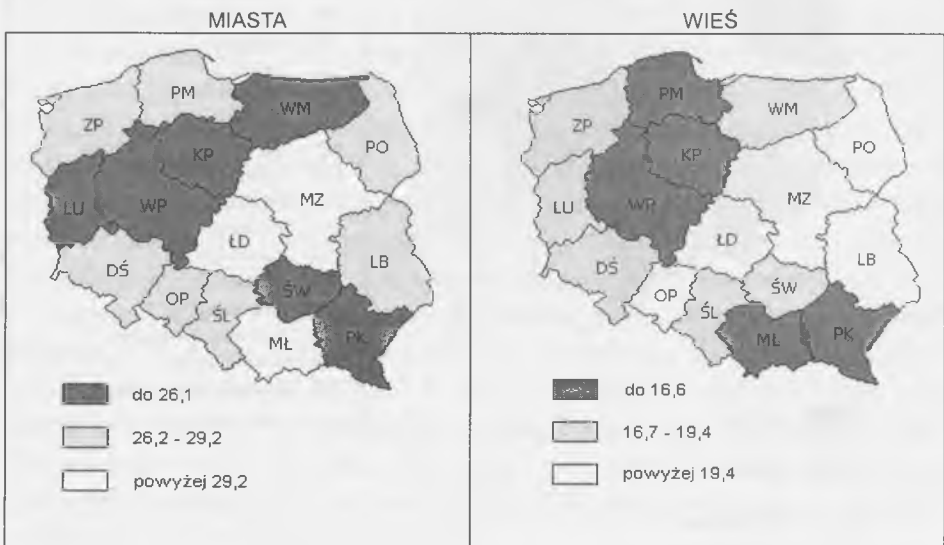 MIASTA
PM
WM
ZP
KP
PO
LU
WP
MZ
ŁD
DŚ
LB
OP
ŚW
ŚL
MŁ
PK
do 26,1
26,2 - 29,2
powyżej 29,2
WIEŚ
PM
WM
ZP
KP
PO
LU
WP
MZ
ŁD
DŚ
LB
OP
ŚW
ŚL
MŁ
PK
do 16,6
16,7 - 19,4
powyżej 19,4